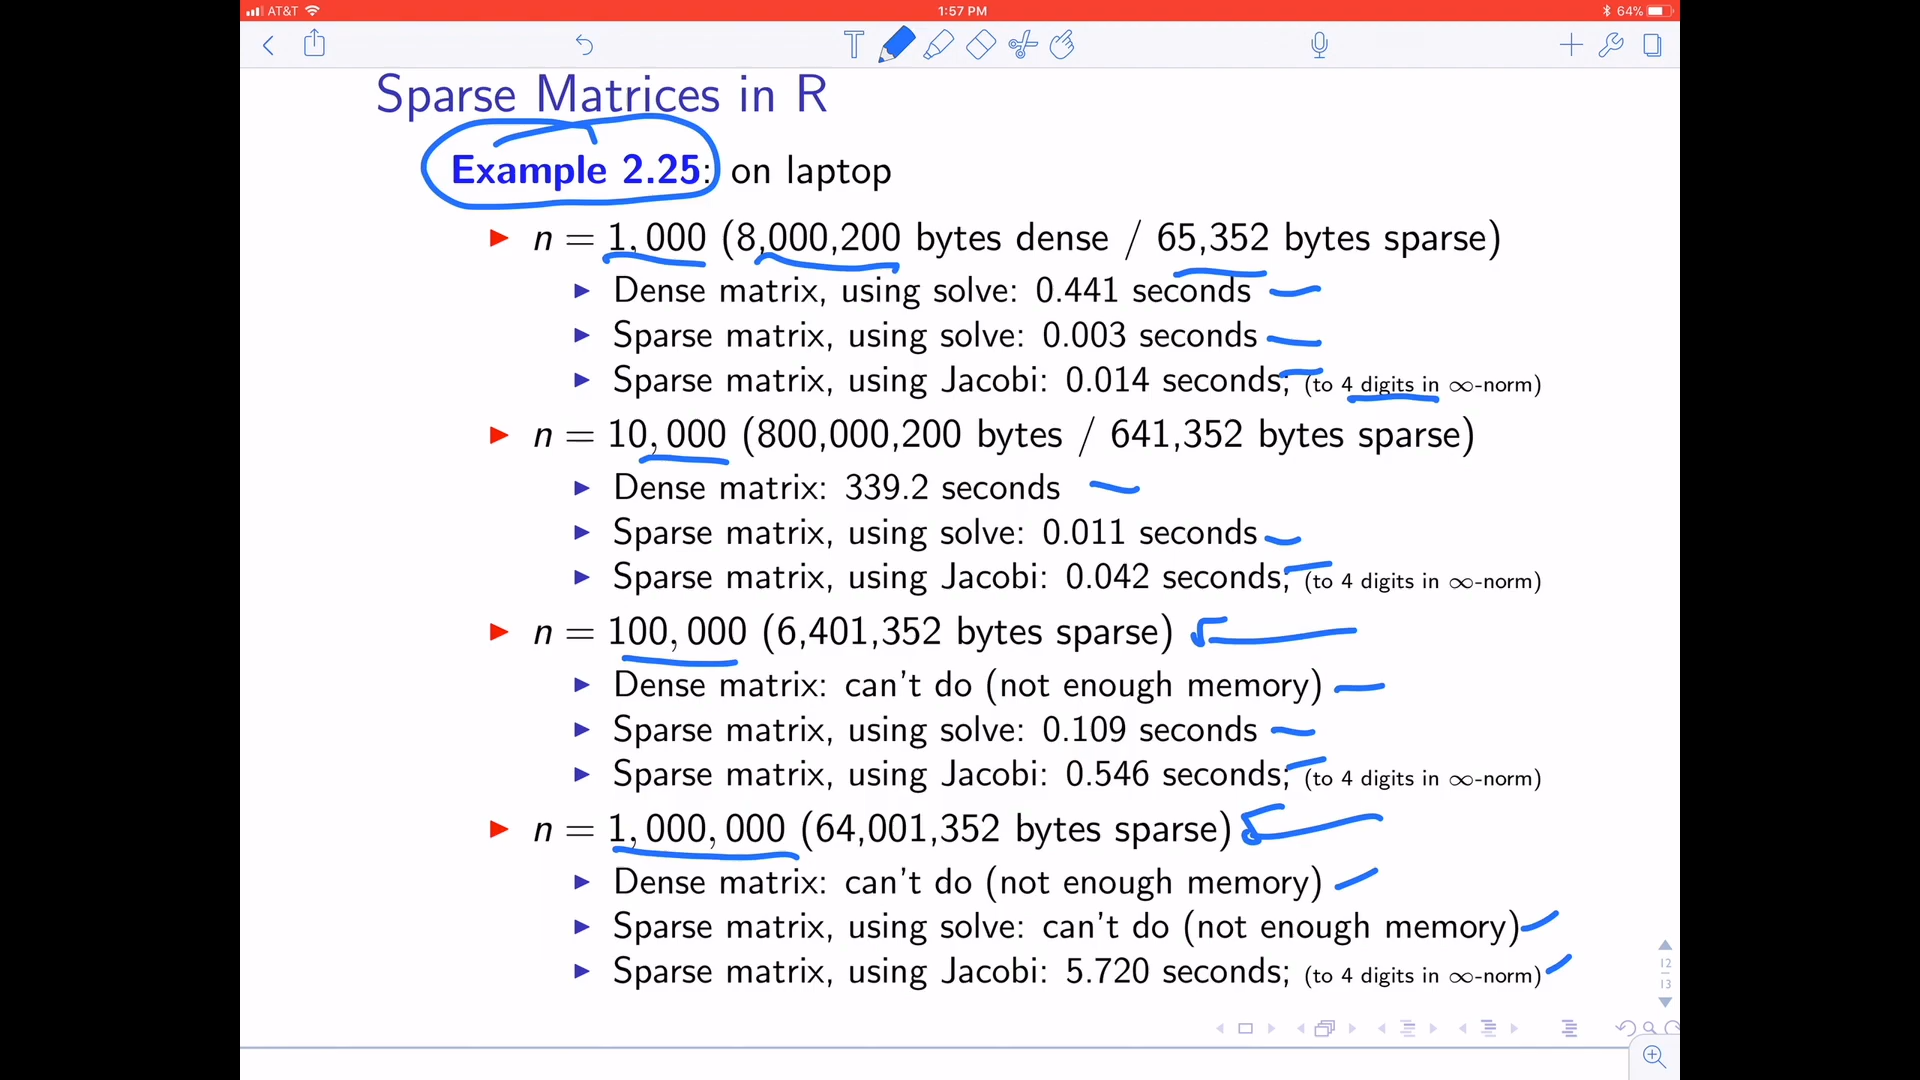 AT&T 1:57 PM 64%
T
Sparse Matrices in R
Example 2.25: on laptop
n = 1,000 (8,000,200 bytes dense / 65,352 bytes sparse)
Dense matrix, using solve: 0.441 seconds
Sparse matrix, using solve: 0.003 seconds
Sparse matrix, using Jacobi: 0.014 seconds; (to 4 digits in ∞-norm)
n = 10,000 (800,000,200 bytes / 641,352 bytes sparse)
Dense matrix: 339.2 seconds
Sparse matrix, using solve: 0.011 seconds
Sparse matrix, using Jacobi: 0.042 seconds; (to 4 digits in ∞-norm)
n = 100,000 (6,401,352 bytes sparse)
Dense matrix: can't do (not enough memory)
Sparse matrix, using solve: 0.109 seconds
Sparse matrix, using Jacobi: 0.546 seconds; (to 4 digits in ∞-norm)
n = 1,000,000 (64,001,352 bytes sparse)
Dense matrix: can't do (not enough memory)
Sparse matrix, using solve: can't do (not enough memory)
Sparse matrix, using Jacobi: 5.720 seconds; (to 4 digits in ∞-norm)
12
13